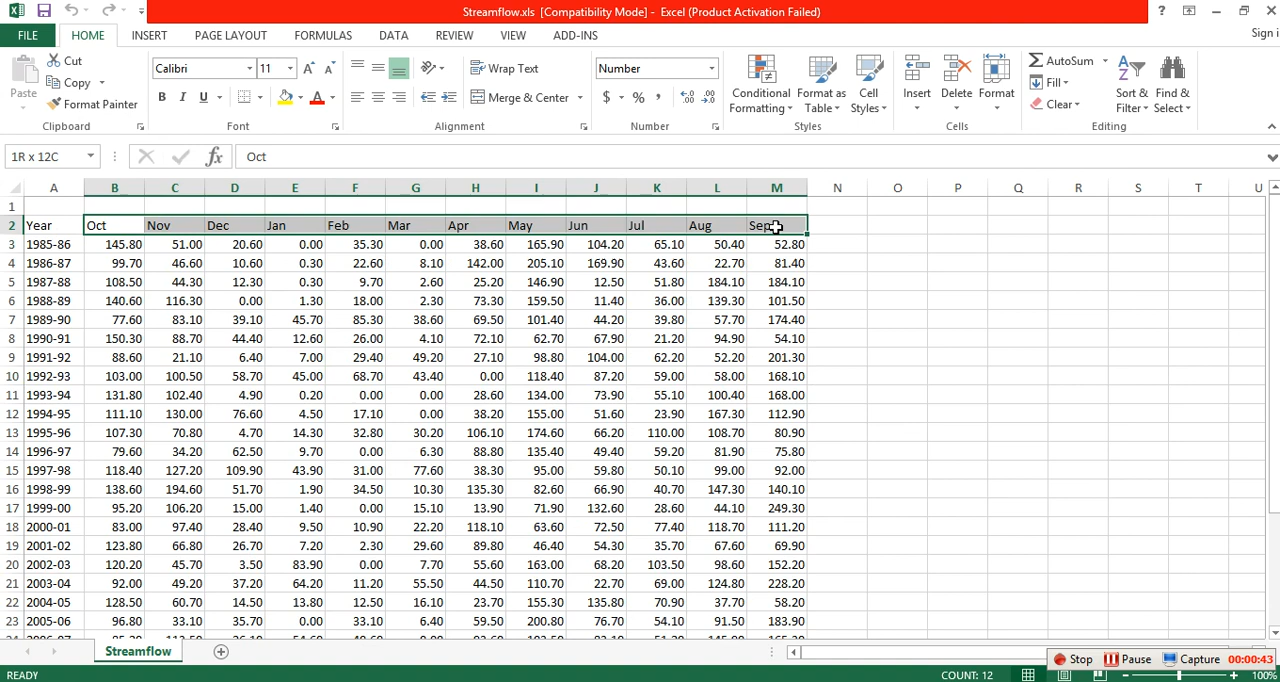 Streamflow.xls [Compatibility Mode] - Excel (Product Activation Failed)
FILE HOME INSERT PAGE LAYOUT FORMULAS DATA REVIEW VIEW ADD-INS Sign i
Paste Cut Copy Format Painter Clipboard
Calibri 11 B I U A Font
Wrap Text Merge & Center Alignment
Number $ % , Number
Conditional Formatting Format as Table Cell Styles Styles
Insert Delete Format Cells
AutoSum Fill Clear Sort & Filter Find & Select Editing
1R x 12C fx Oct
A B C D E F G H I J K L M N O P Q R S T U
1
2 Year Oct Nov Dec Jan Feb Mar Apr May Jun Jul Aug Sep
3 1985-86 145.80 51.00 20.60 0.00 35.30 0.00 38.60 165.90 104.20 65.10 50.40 52.80
4 1986-87 99.70 46.60 10.60 0.30 22.60 8.10 142.00 205.10 169.90 43.60 22.70 81.40
5 1987-88 108.50 44.30 12.30 0.30 9.70 2.60 25.20 146.90 12.50 51.80 184.10 184.10
6 1988-89 140.60 116.30 0.00 1.30 18.00 2.30 73.30 159.50 11.40 36.00 139.30 101.50
7 1989-90 77.60 83.10 39.10 45.70 85.30 38.60 69.50 101.40 44.20 39.80 57.70 174.40
8 1990-91 150.30 88.70 44.40 12.60 26.00 4.10 72.10 62.70 67.90 21.20 94.90 54.10
9 1991-92 88.60 21.10 6.40 7.00 29.40 49.20 27.10 98.80 104.00 62.20 52.20 201.30
10 1992-93 103.00 100.50 58.70 45.00 68.70 43.40 0.00 118.40 87.20 59.00 58.00 168.10
11 1993-94 131.80 102.40 4.90 0.20 0.00 0.00 28.60 134.00 73.90 55.10 100.40 168.00
12 1994-95 111.10 130.00 76.60 4.50 17.10 0.00 38.20 155.00 51.60 23.90 167.30 112.90
13 1995-96 107.30 70.80 4.70 14.30 32.80 30.20 106.10 174.60 66.20 110.00 108.70 80.90
14 1996-97 79.60 34.20 62.50 9.70 0.00 6.30 88.80 135.40 49.40 59.20 81.90 75.80
15 1997-98 118.40 127.20 109.90 43.90 31.00 77.60 38.30 95.00 59.80 50.10 99.00 92.00
16 1998-99 138.60 194.60 51.70 1.90 34.50 10.30 135.30 82.60 66.90 40.70 147.30 140.10
17 1999-00 95.20 106.20 15.00 1.40 0.00 15.10 13.90 71.90 132.60 28.60 44.10 249.30
18 2000-01 83.00 97.40 28.40 9.50 10.90 22.20 118.10 63.60 72.50 77.40 118.70 111.20
19 2001-02 123.80 66.80 26.70 7.20 2.30 29.60 89.80 46.40 54.30 35.70 67.60 69.90
20 2002-03 120.20 45.70 3.50 83.90 0.00 7.70 55.60 163.00 68.20 103.50 98.60 152.20
21 2003-04 92.00 49.20 37.20 64.20 11.20 55.50 44.50 110.70 22.70 69.00 124.80 228.20
22 2004-05 128.50 60.70 14.50 13.80 12.50 16.10 23.70 155.30 135.80 70.90 37.70 58.20
23 2005-06 96.80 33.10 35.70 0.00 33.10 6.40 59.50 200.80 76.70 54.10 91.50 183.90
Streamflow
Stop Pause Capture 00:00:43
READY COUNT: 12 100%